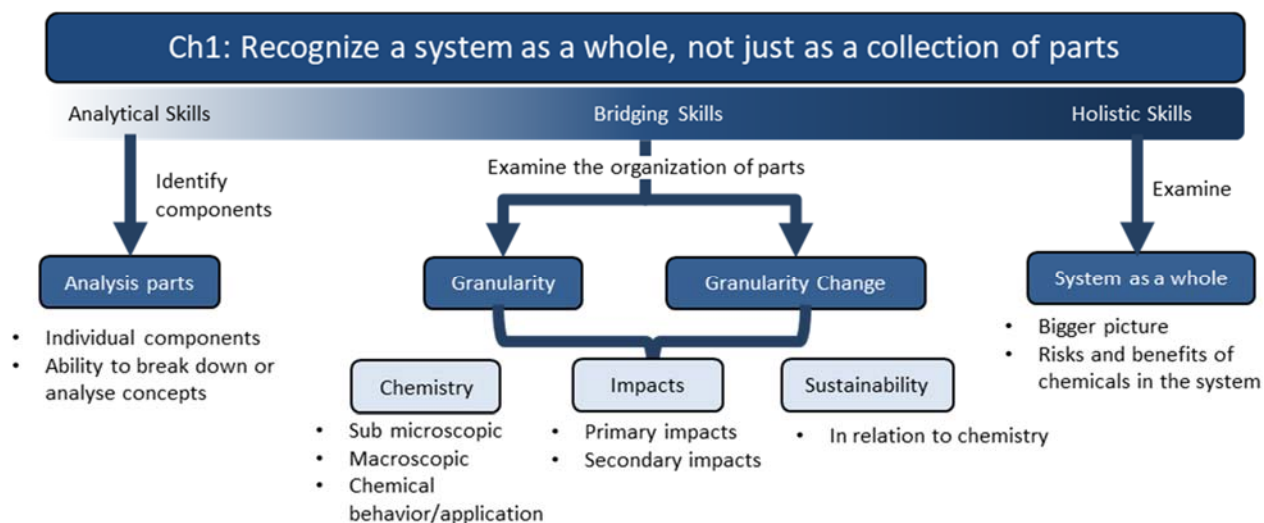 Ch1: Recognize a system as a whole, not just as a collection of parts
Analytical Skills
Bridging Skills
Holistic Skills
Identify
components
Examine the organization of parts
Examine
Analysis parts
Granularity
Granularity Change
System as a whole
• Individual components
• Ability to break down or
analyse concepts
• Bigger picture
• Risks and benefits of
chemicals in the system
Chemistry
Impacts
Sustainability
• Sub microscopic
• Macroscopic
• Chemical
behavior/application
• Primary impacts
• Secondary impacts
• In relation to chemistry